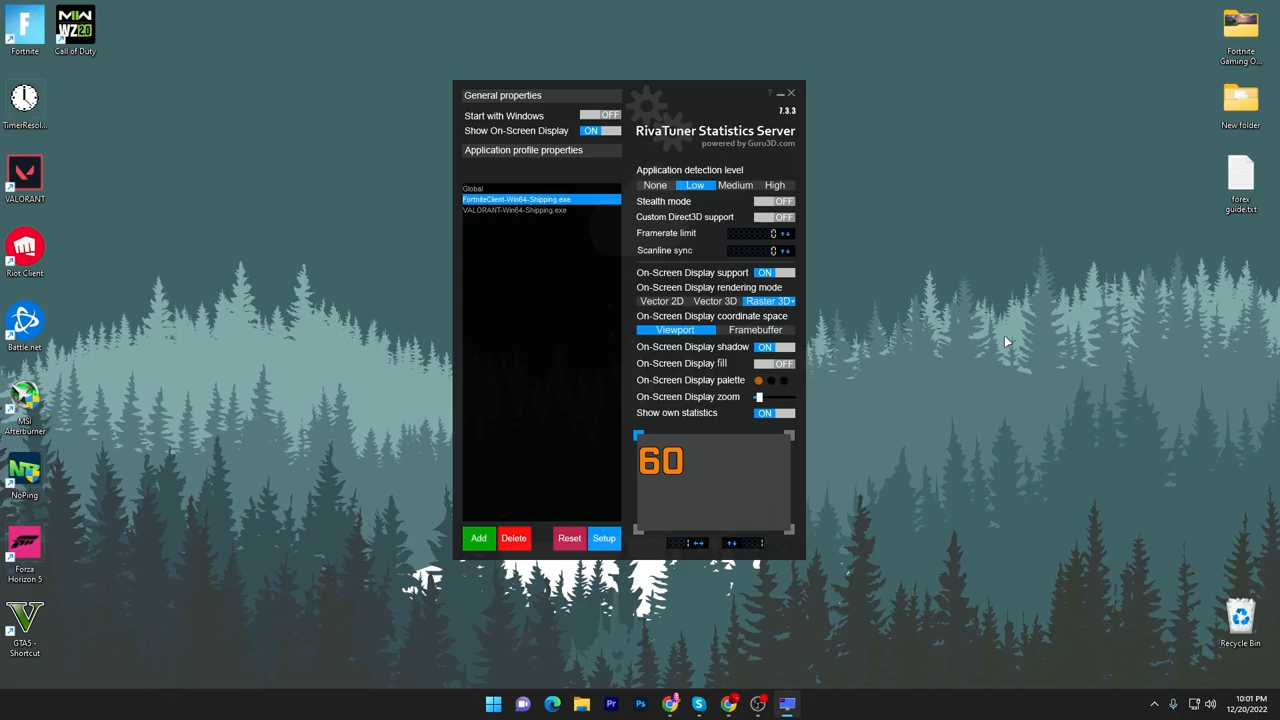 Fortnite
Call of Duty
TimerResol...
VALORANT
Riot Client
Battle.net
MSI
Afterburner
NoPing
Forza
Horizon 5
GTA5 -
Shortcut
General properties
Start with Windows
OFF
Show On-Screen Display
ON
Application profile properties
Global
FortniteClient-Win64-Shipping.exe
VALORANT-Win64-Shipping.exe
Add
Delete
Reset
Setup
?
7.3.3
RivaTuner Statistics Server
powered by Guru3D.com
Application detection level
None
Low
Medium
High
Stealth mode
OFF
Custom Direct3D support
OFF
Framerate limit
0
Scanline sync
0
On-Screen Display support
ON
On-Screen Display rendering mode
Vector 2D
Vector 3D
Raster 3D
On-Screen Display coordinate space
Viewport
Framebuffer
On-Screen Display shadow
ON
On-Screen Display fill
OFF
On-Screen Display palette
On-Screen Display zoom
Show own statistics
ON
60
1
1
Fortnite
Gaming O...
New folder
forex
guide.txt
Recycle Bin
MW
WZ2.0
Pr
Ps
10:01 PM
12/20/2022